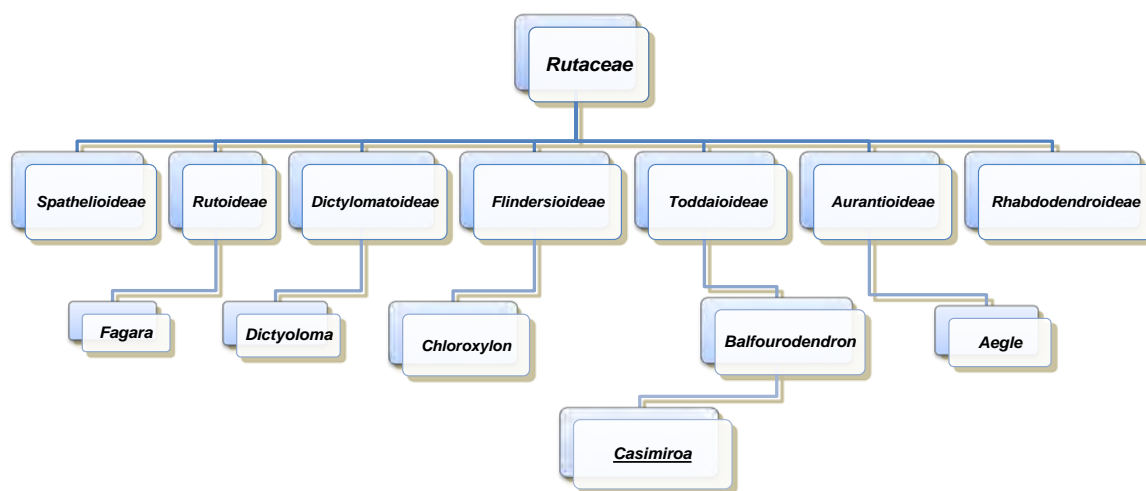 Rutaceae
Spathelioideae
Rutoideae
Dictylomatoideae
Flindersioideae
Toddaioideae
Aurantioideae
Rhabdodendroideae
Fagara
Dictyoloma
Chloroxylon
Balfourodendron
Aegle
Casimiroa